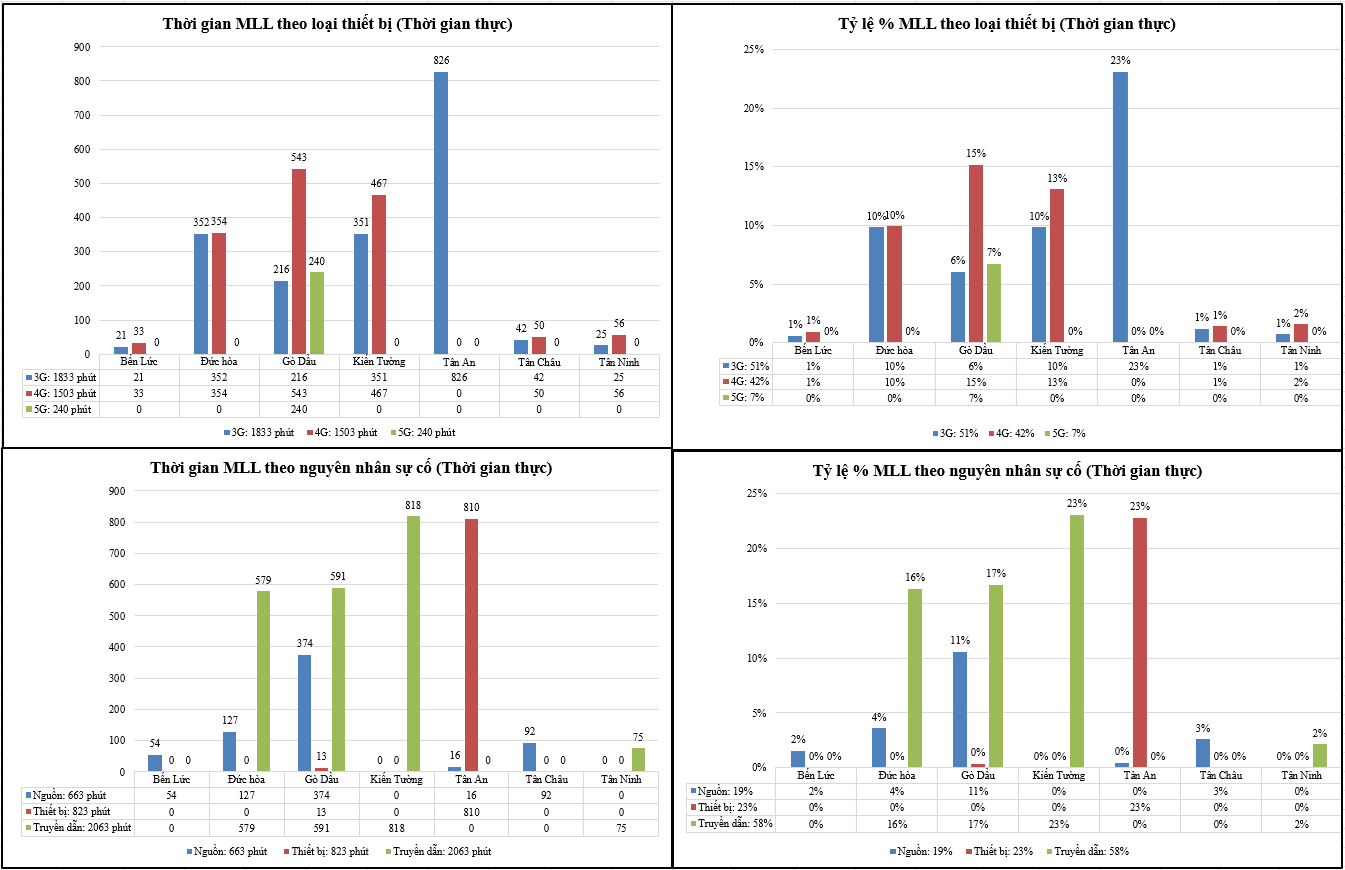 Thời gian MLL theo loại thiết bị (Thời gian thực)
900
800
700
600
500
400
300
200
100
0
21 33 0
352 354 0
216 543 240
351 467 0
826 0 0
42 50 0
25 56 0
Bến Lức Đức hòa Gò Dầu Kiến Tường Tân An Tân Châu Tân Ninh
3G: 1833 phút 21 352 216 351 826 42 25
4G: 1503 phút 33 354 543 467 0 50 56
5G: 240 phút 0 0 240 0 0 0 0
3G: 1833 phút 4G: 1503 phút 5G: 240 phút
Tỷ lệ % MLL theo loại thiết bị (Thời gian thực)
25%
20%
15%
10%
5%
0%
1% 1% 0%
10% 10% 0%
6% 15% 7%
10% 13% 0%
23% 0% 0%
1% 1% 0%
1% 2% 0%
Bến Lức Đức hòa Gò Dầu Kiến Tường Tân An Tân Châu Tân Ninh
3G: 51% 1% 10% 6% 10% 23% 1% 1%
4G: 42% 1% 10% 15% 13% 0% 1% 2%
5G: 7% 0% 0% 7% 0% 0% 0% 0%
3G: 51% 4G: 42% 5G: 7%
Thời gian MLL theo nguyên nhân sự cố (Thời gian thực)
900
800
700
600
500
400
300
200
100
0
54 0 0
127 0 579
374 13 591
0 0 818
16 810 0
92 0 0
0 0 75
Bến Lức Đức hòa Gò Dầu Kiến Tường Tân An Tân Châu Tân Ninh
Nguồn: 663 phút 54 127 374 0 16 92 0
Thiết bị: 823 phút 0 0 13 0 810 0 0
Truyền dẫn: 2063 phút 0 579 591 818 0 0 75
Nguồn: 663 phút Thiết bị: 823 phút Truyền dẫn: 2063 phút
Tỷ lệ % MLL theo nguyên nhân sự cố (Thời gian thực)
25%
20%
15%
10%
5%
0%
2% 0% 0%
4% 0% 16%
11% 0% 17%
0% 0% 23%
0% 23% 0%
3% 0% 0%
0% 0% 2%
Bến Lức Đức hòa Gò Dầu Kiến Tường Tân An Tân Châu Tân Ninh
Nguồn: 19% 2% 4% 11% 0% 0% 3% 0%
Thiết bị: 23% 0% 0% 0% 0% 23% 0% 0%
Truyền dẫn: 58% 0% 16% 17% 23% 0% 0% 2%
Nguồn: 19% Thiết bị: 23% Truyền dẫn: 58%